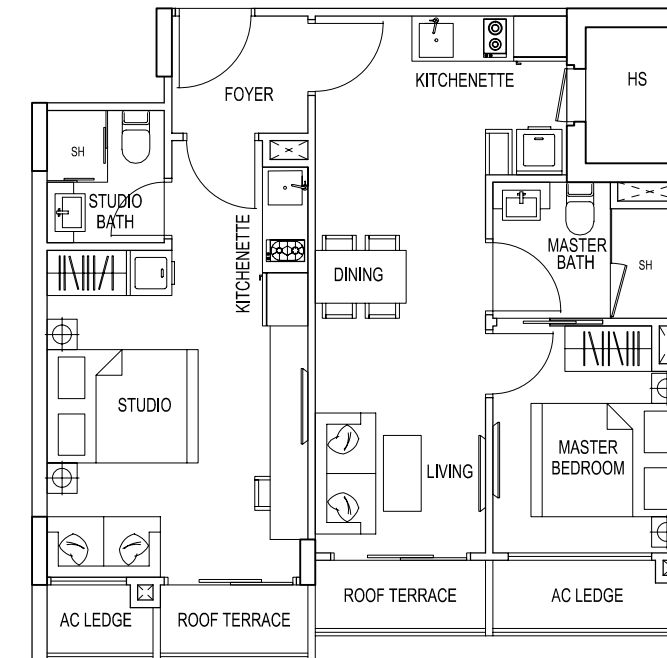 KITCHENETTE
HS
FOYER
SH
STUDIO
BATH
KITCHENETTE
MASTER
BATH
SH
DINING
STUDIO
MASTER
BEDROOM
LIVING
ROOF TERRACE
AC LEDGE
AC LEDGE
ROOF TERRACE